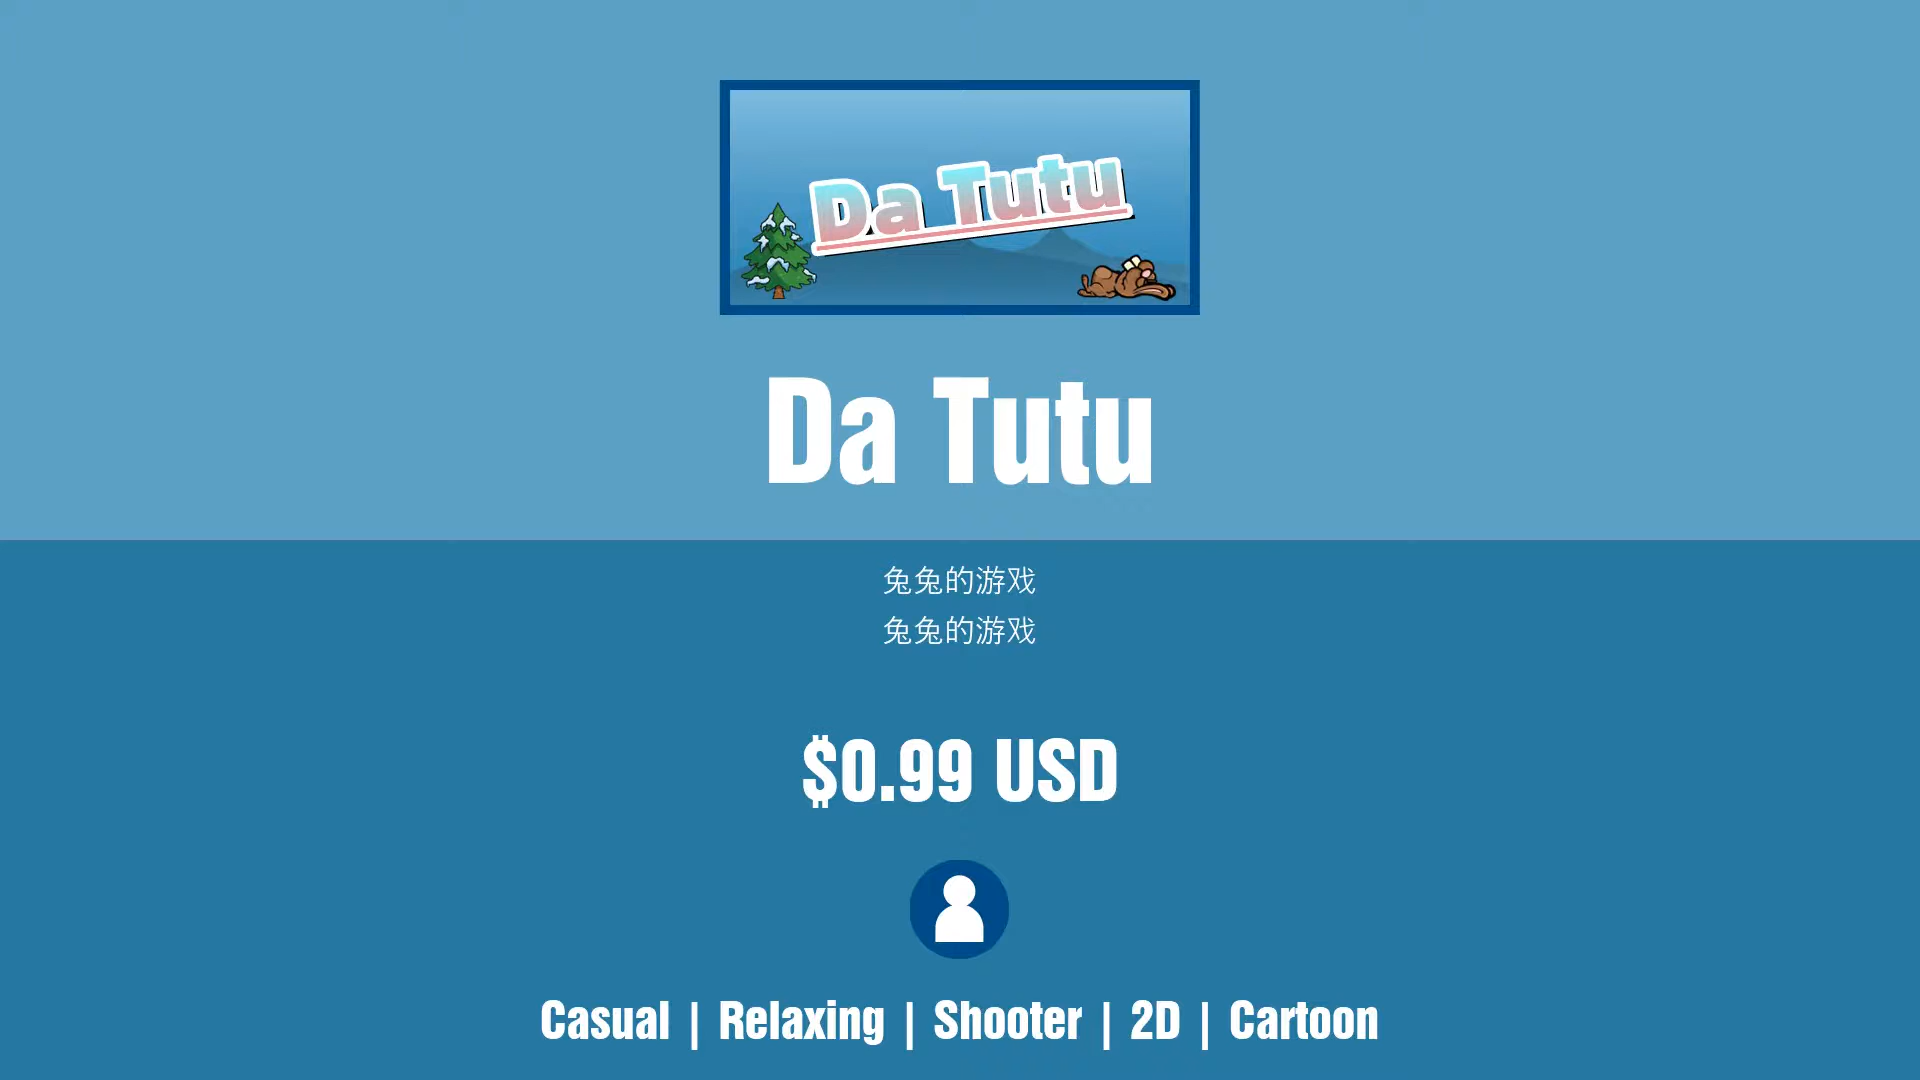 Da Tutu
Da Tutu
兔兔的游戏
兔兔的游戏
$0.99 USD
Casual | Relaxing | Shooter | 2D | Cartoon